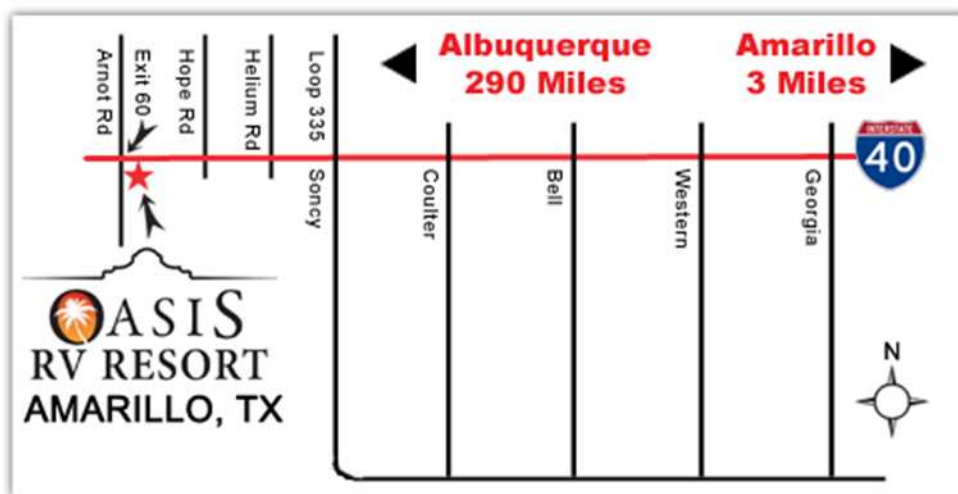 Albuquerque
290 Miles
Amarillo
3 Miles
Arnot Rd
Exit 60
Hope Rd
Helium Rd
Loop 335
Soncy
Coulter
Bell
Western
Georgia
INTERSTATE
40
OASIS
RV RESORT
AMARILLO, TX
N